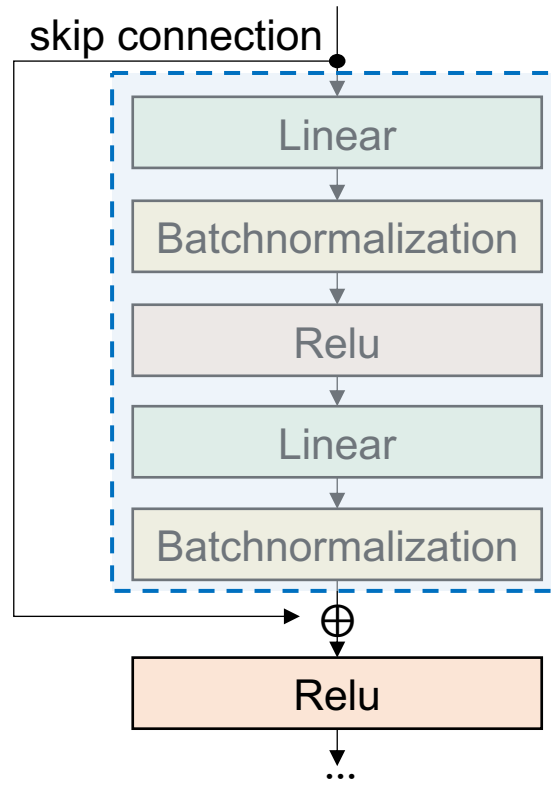 skip connection
Linear
Batchnormalization
Relu
Linear
Batchnormalization
Relu
...